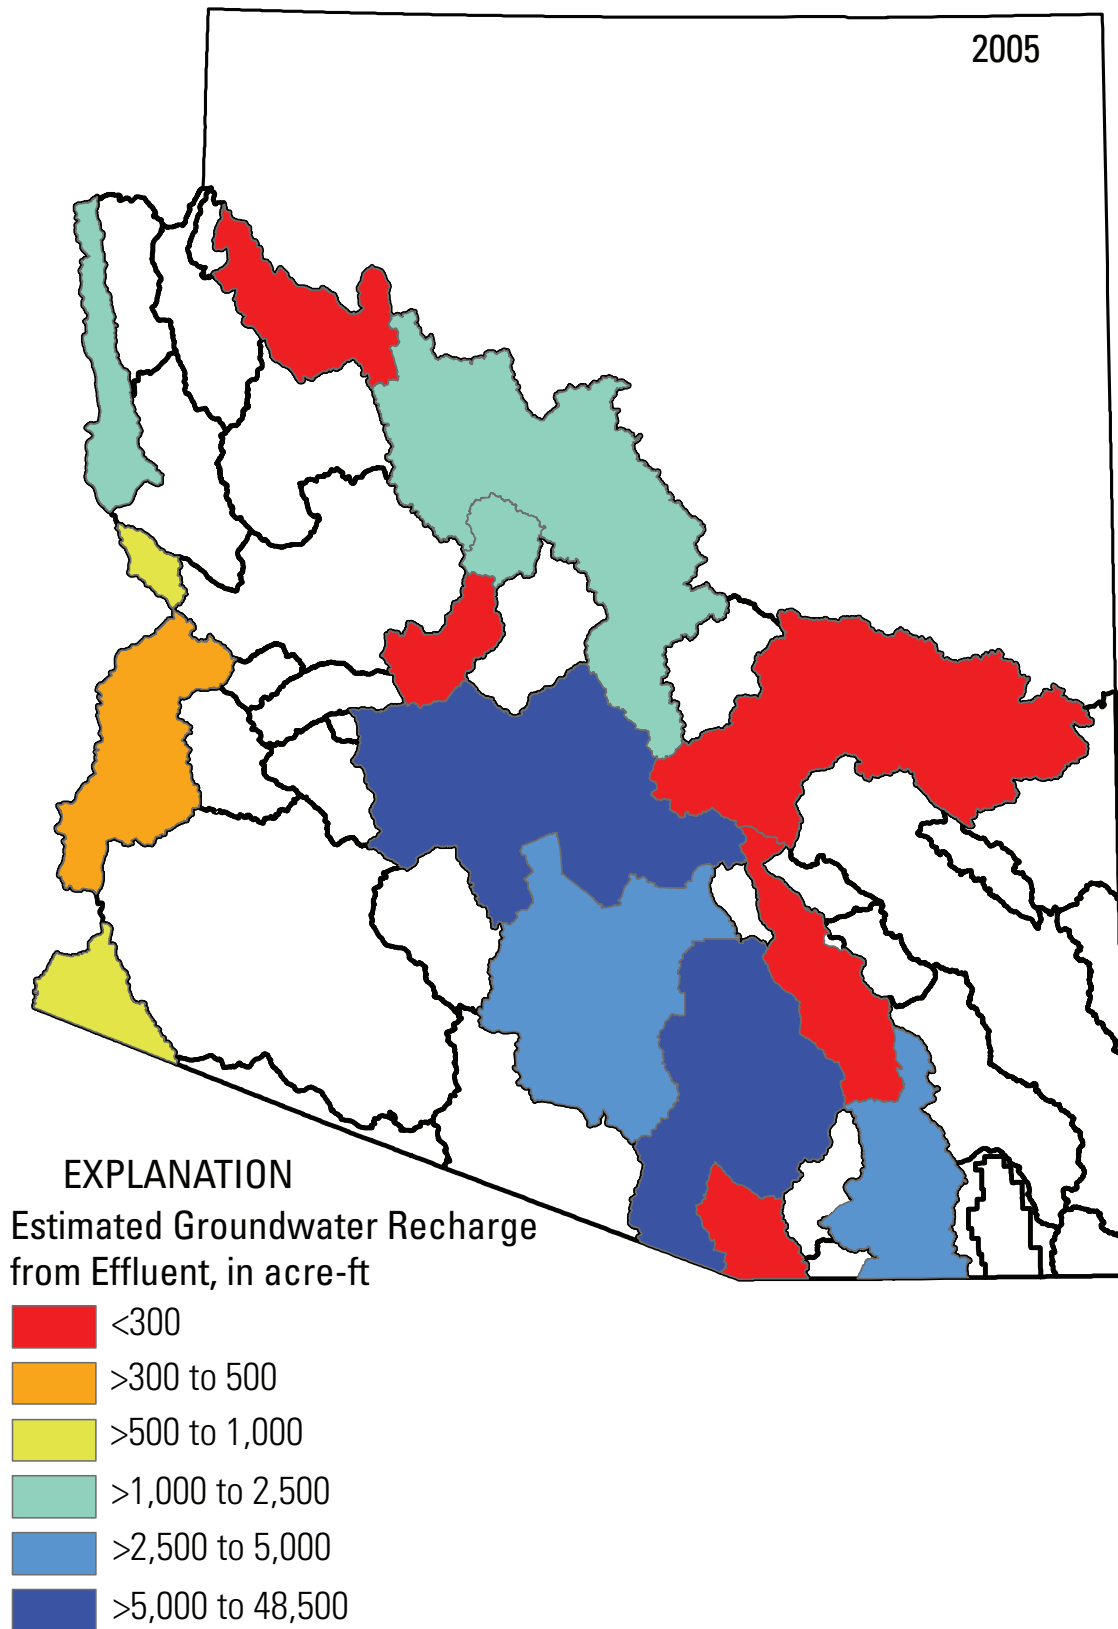 2005
EXPLANATION
Estimated Groundwater Recharge
from Effluent, in acre-ft
<300
>300 to 500
>500 to 1,000
>1,000 to 2,500
>2,500 to 5,000
>5,000 to 48,500